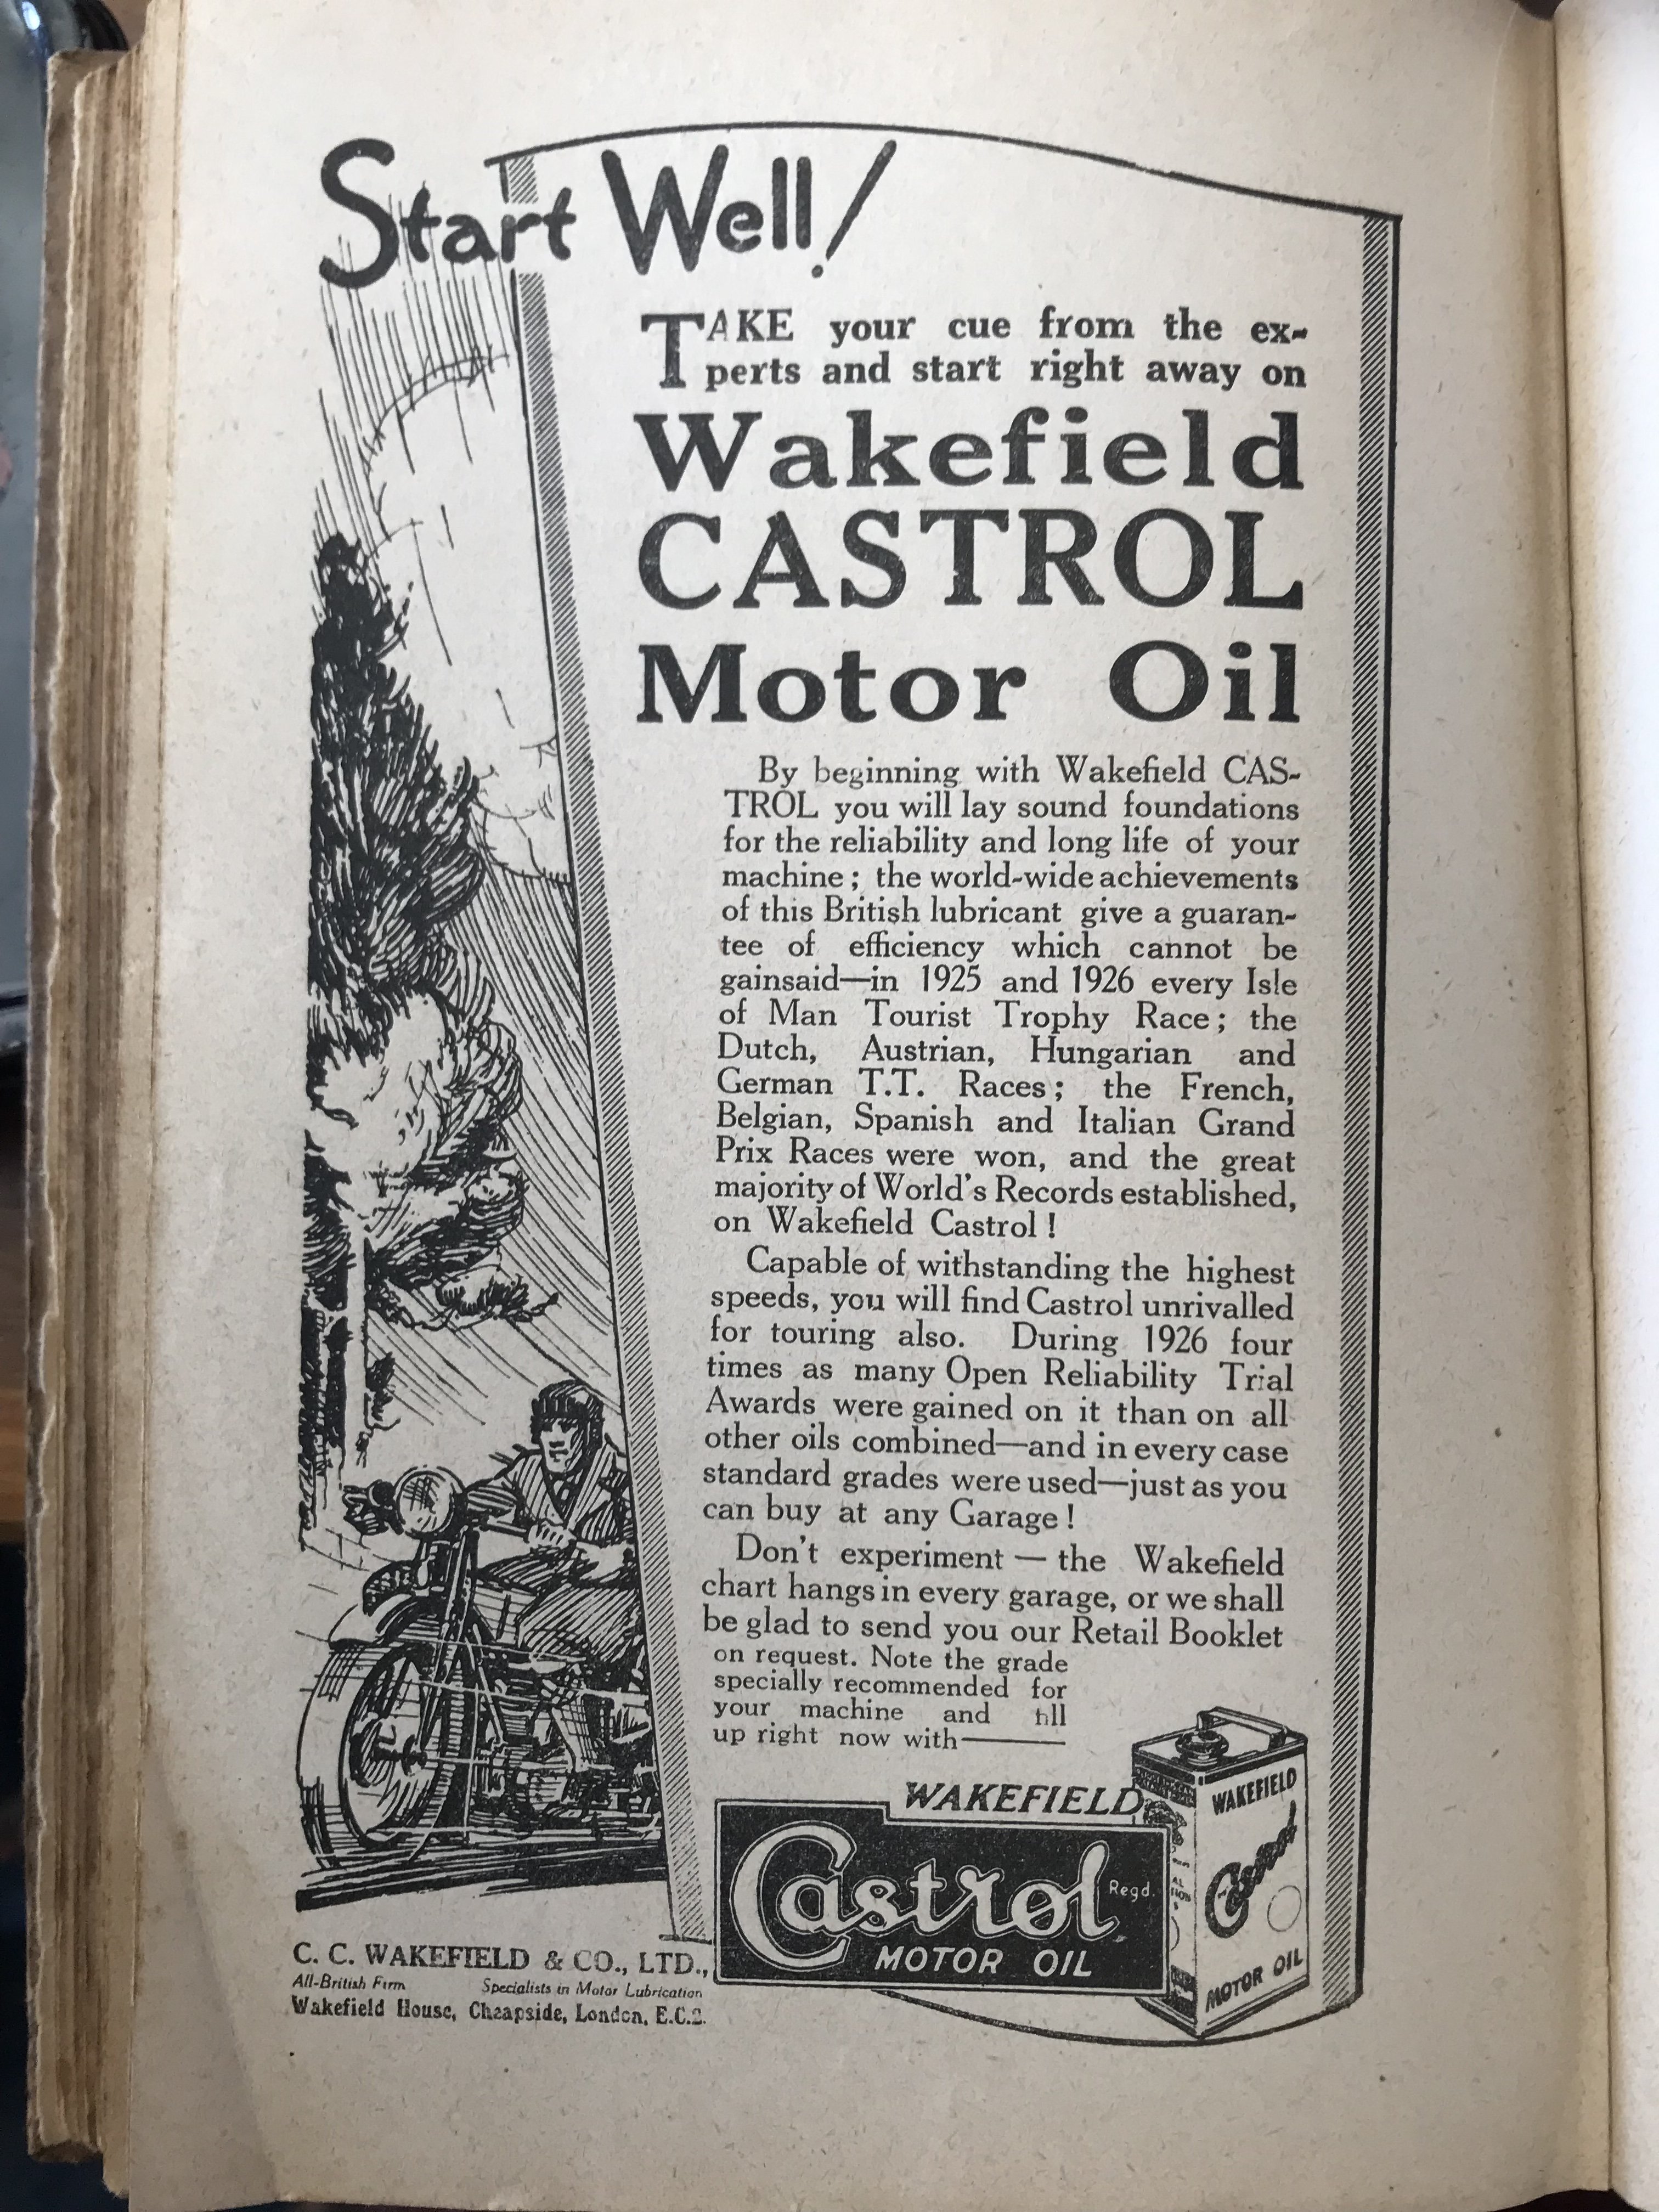 Start Well!
TAKE your cue from the ex-
perts and start right away on
Wakefield
CASTROL
Motor Oil
By beginning with Wakefield CAS-
TROL you will lay sound foundations
for the reliability and long life of your
machine; the world-wide achievements
of this British lubricant give a guaran-
tee of efficiency which cannot be
gainsaid—in 1925 and 1926 every Isle
of Man Tourist Trophy Race; the
Dutch, Austrian, Hungarian and
German T.T. Races; the French,
Belgian, Spanish and Italian Grand
Prix Races were won, and the great
majority of World's Records established,
on Wakefield Castrol!
Capable of withstanding the highest
speeds, you will find Castrol unrivalled
for touring also. During 1926 four
times as many Open Reliability Trial
Awards were gained on it than on all
other oils combined—and in every case
standard grades were used—just as you
can buy at any Garage!
Don't experiment — the Wakefield
chart hangs in every garage, or we shall
be glad to send you our Retail Booklet
on request. Note the grade
specially recommended for
your machine and fill
up right now with—
WAKEFIELD
Castrol Regd.
MOTOR OIL
WAKEFIELD
Castrol
MOTOR OIL
C. C. WAKEFIELD & CO., LTD.,
All-British Firm Specialists in Motor Lubrication
Wakefield House, Cheapside, London, E.C.2.